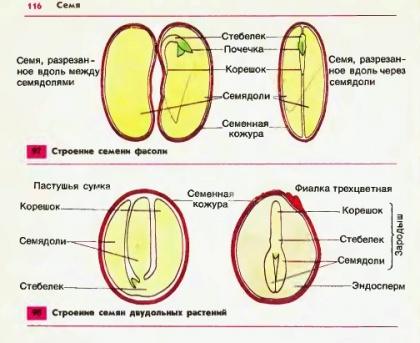 116 Семя
Стебелек
Почечка
Семя, разрезан-
ное вдоль между
семядолями
Корешок
Семя, разрезан-
ное вдоль через
семядоли
Семядоли
Семенная
кожура
97 Строение семени фасоли
Пастушья сумка
Семенная
кожура
Фиалка трехцветная
Корешок
Семядоли
Стебелек
Корешок
Стебелек
Семядоли
Зародыш
Эндосперм
98 Строение семян двудольных растений